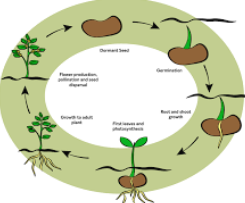 Dormant Seed
Germination
Root and shoot
growth
First leaves and
photosynthesis
Growth to adult
plant
Flower production,
pollination and seed
dispersal